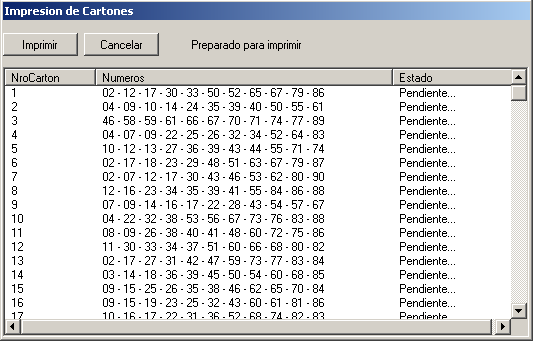 Impresion de Cartones
Imprimir Cancelar Preparado para imprimir
NroCarton Numeros Estado
1 02 - 12 - 17 - 30 - 33 - 50 - 52 - 65 - 67 - 79 - 86 Pendiente...
2 04 - 09 - 10 - 14 - 24 - 35 - 39 - 40 - 50 - 55 - 61 Pendiente...
3 46 - 58 - 59 - 61 - 66 - 67 - 70 - 71 - 74 - 77 - 89 Pendiente...
4 04 - 07 - 09 - 22 - 25 - 26 - 32 - 34 - 52 - 64 - 83 Pendiente...
5 10 - 12 - 13 - 27 - 36 - 39 - 43 - 44 - 55 - 71 - 74 Pendiente...
6 02 - 17 - 18 - 23 - 29 - 48 - 51 - 63 - 67 - 79 - 87 Pendiente...
7 02 - 07 - 12 - 17 - 30 - 43 - 46 - 53 - 62 - 80 - 90 Pendiente...
8 12 - 16 - 23 - 34 - 35 - 39 - 41 - 55 - 84 - 86 - 88 Pendiente...
9 07 - 09 - 14 - 16 - 17 - 22 - 28 - 43 - 54 - 57 - 67 Pendiente...
10 04 - 22 - 32 - 38 - 53 - 56 - 67 - 73 - 76 - 83 - 88 Pendiente...
11 08 - 09 - 26 - 38 - 40 - 41 - 48 - 60 - 72 - 75 - 86 Pendiente...
12 11 - 30 - 33 - 34 - 37 - 51 - 60 - 66 - 68 - 80 - 82 Pendiente...
13 02 - 17 - 27 - 31 - 42 - 47 - 59 - 73 - 77 - 83 - 84 Pendiente...
14 03 - 14 - 18 - 36 - 39 - 45 - 50 - 54 - 60 - 68 - 85 Pendiente...
15 09 - 15 - 25 - 26 - 35 - 38 - 46 - 62 - 65 - 70 - 84 Pendiente...
16 09 - 15 - 19 - 23 - 25 - 32 - 43 - 60 - 61 - 81 - 86 Pendiente...
17 10 - 16 - 17 - 22 - 31 - 36 - 52 - 68 - 74 - 82 - 83 Pendiente